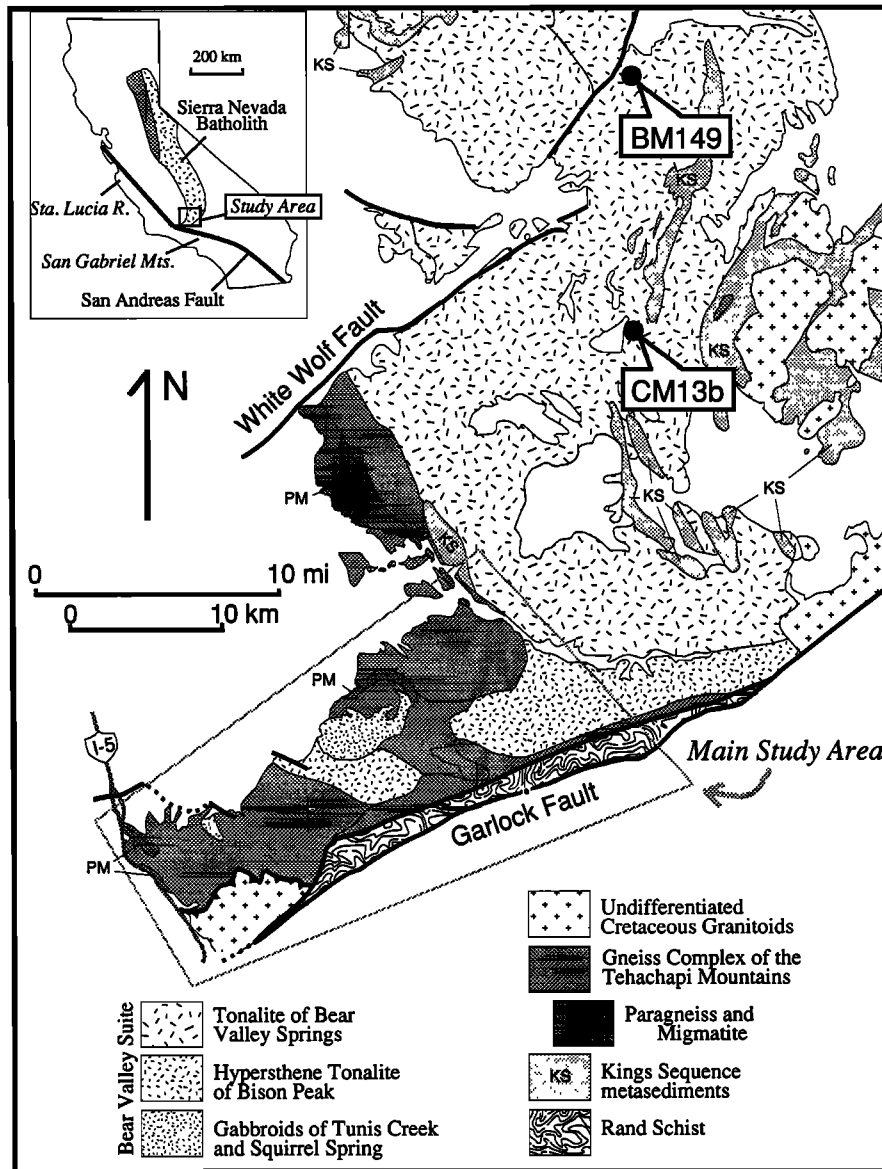 200 km
Sierra Nevada
Batholith
Sta. Lucia R.
Study Area
San Gabriel Mts.
San Andreas Fault
KS
BM149
KS
White Wolf Fault
KS
CM13b
N
PM
KS
KS
KS
0 10 mi
0 10 km
PM
I-5
Main Study Area
Garlock Fault
PM
Bear Valley Suite
Tonalite of Bear
Valley Springs
Hypersthene Tonalite
of Bison Peak
Gabbroids of Tunis Creek
and Squirrel Spring
Undifferentiated
Cretaceous Granitoids
Gneiss Complex of the
Tehachapi Mountains
Paragneiss and
Migmatite
KS
Kings Sequence
metasediments
Rand Schist